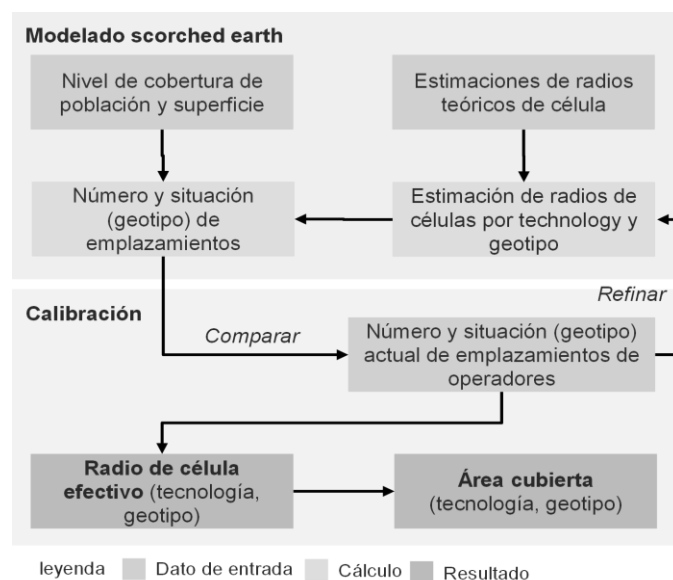 Modelado scorched earth
Nivel de cobertura de
población y superficie
Estimaciones de radios
teóricos de célula
Número y situación
(geotipo) de
emplazamientos
Estimación de radios de
células por technology y
geotipo
Refinar
Calibración
Comparar
Número y situación (geotipo)
actual de emplazamientos de
operadores
Radio de célula
efectivo (tecnología,
geotipo)
Área cubierta
(tecnología, geotipo)
leyenda Dato de entrada Cálculo Resultado